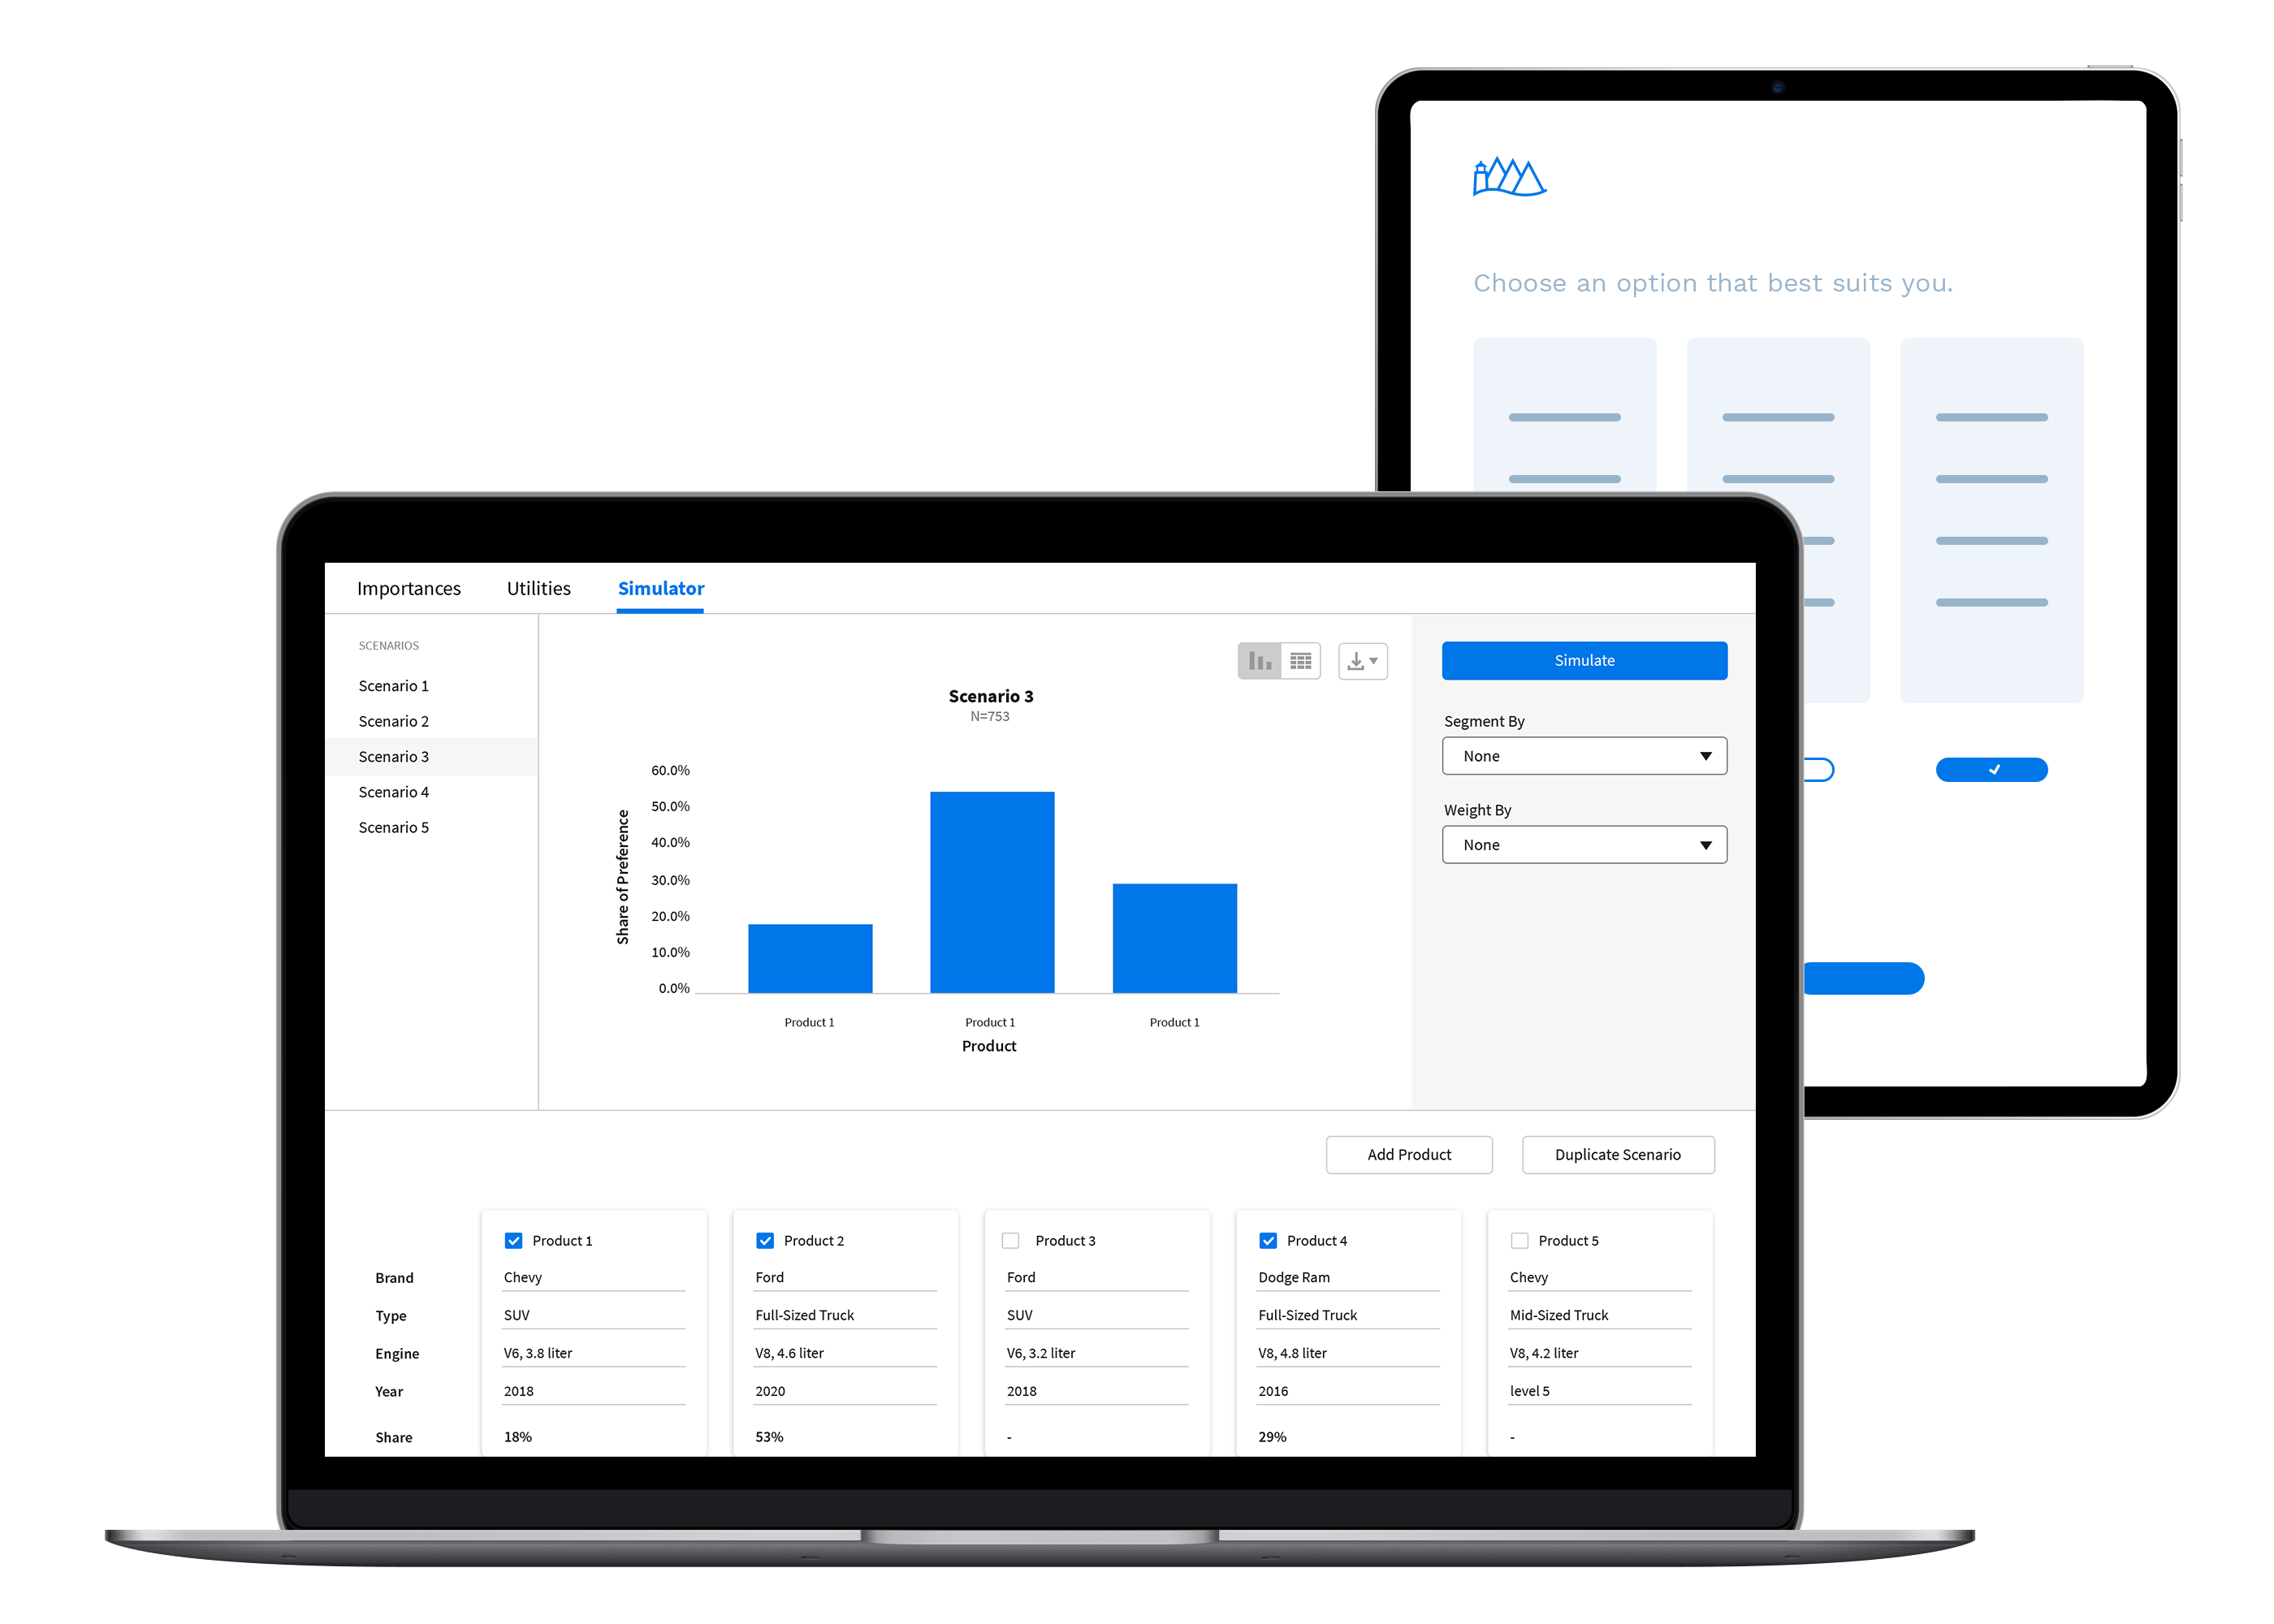 Choose an option that best suits you.
Importances Utilities Simulator
SCENARIOS
Scenario 1
Scenario 2
Scenario 3
Scenario 4
Scenario 5
Scenario 3
N=753
Share of Preference
60.0%
50.0%
40.0%
30.0%
20.0%
10.0%
0.0%
Product 1 Product 1 Product 1
Product
Simulate
Segment By
None
Weight By
None
Add Product Duplicate Scenario
Product 1 Product 2 Product 3 Product 4 Product 5
Brand Chevy Ford Ford Dodge Ram Chevy
Type SUV Full-Sized Truck SUV Full-Sized Truck Mid-Sized Truck
Engine V6, 3.8 liter V8, 4.6 liter V6, 3.2 liter V8, 4.8 liter V8, 4.2 liter
Year 2018 2020 2018 2016 level 5
Share 18% 53% - 29% -